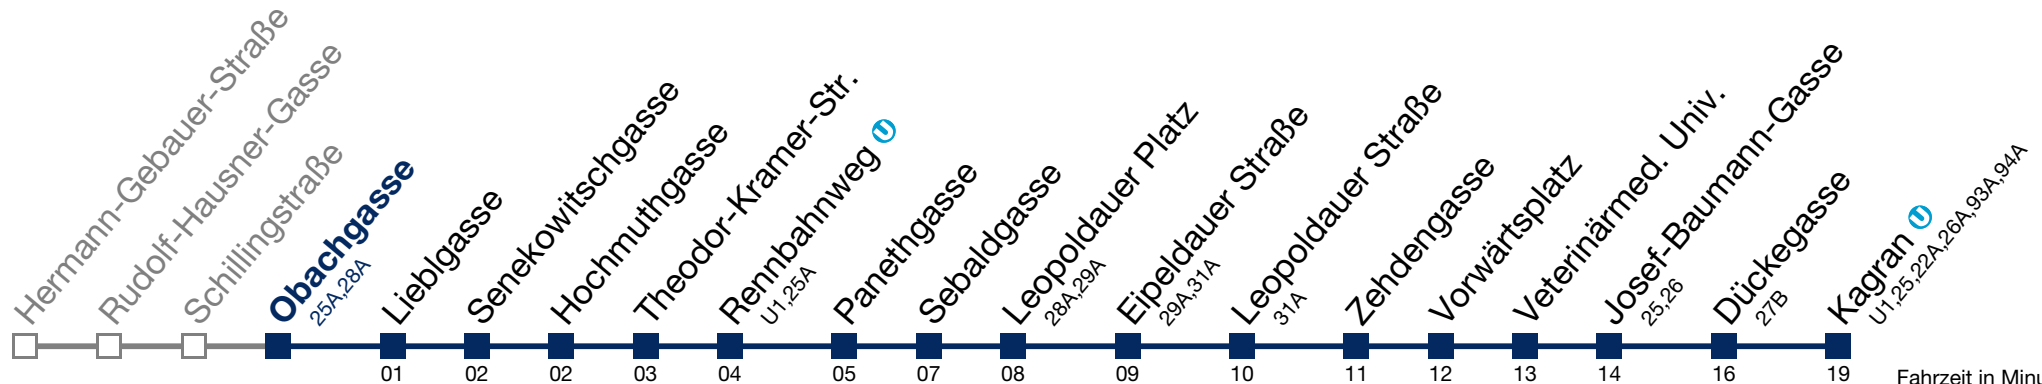 Hermann-Gebauer-Straße
Rudolf-Hausner-Gasse
Schillingstraße
Obachgasse
25A,28A
Lieblgasse
Senekowitschgasse
Hochmuthgasse
Theodor-Kramer-Str.
Rennbahnweg
U1,25A
Panethgasse
Sebaldgasse
Leopoldauer Platz
28A,29A
Eipeldauer Straße
29A,31A
Leopoldauer Straße
31A
Zehdengasse
Vorwärtsplatz
Veterinärmed. Univ.
Josef-Baumann-Gasse
25,26
Dückegasse
27B
Kagran
U1,25,22A,26A,93A,94A
01 02 02 03 04 05 07 08 09 10 11 12 13 14 16 19 Fahrzeit in Minu